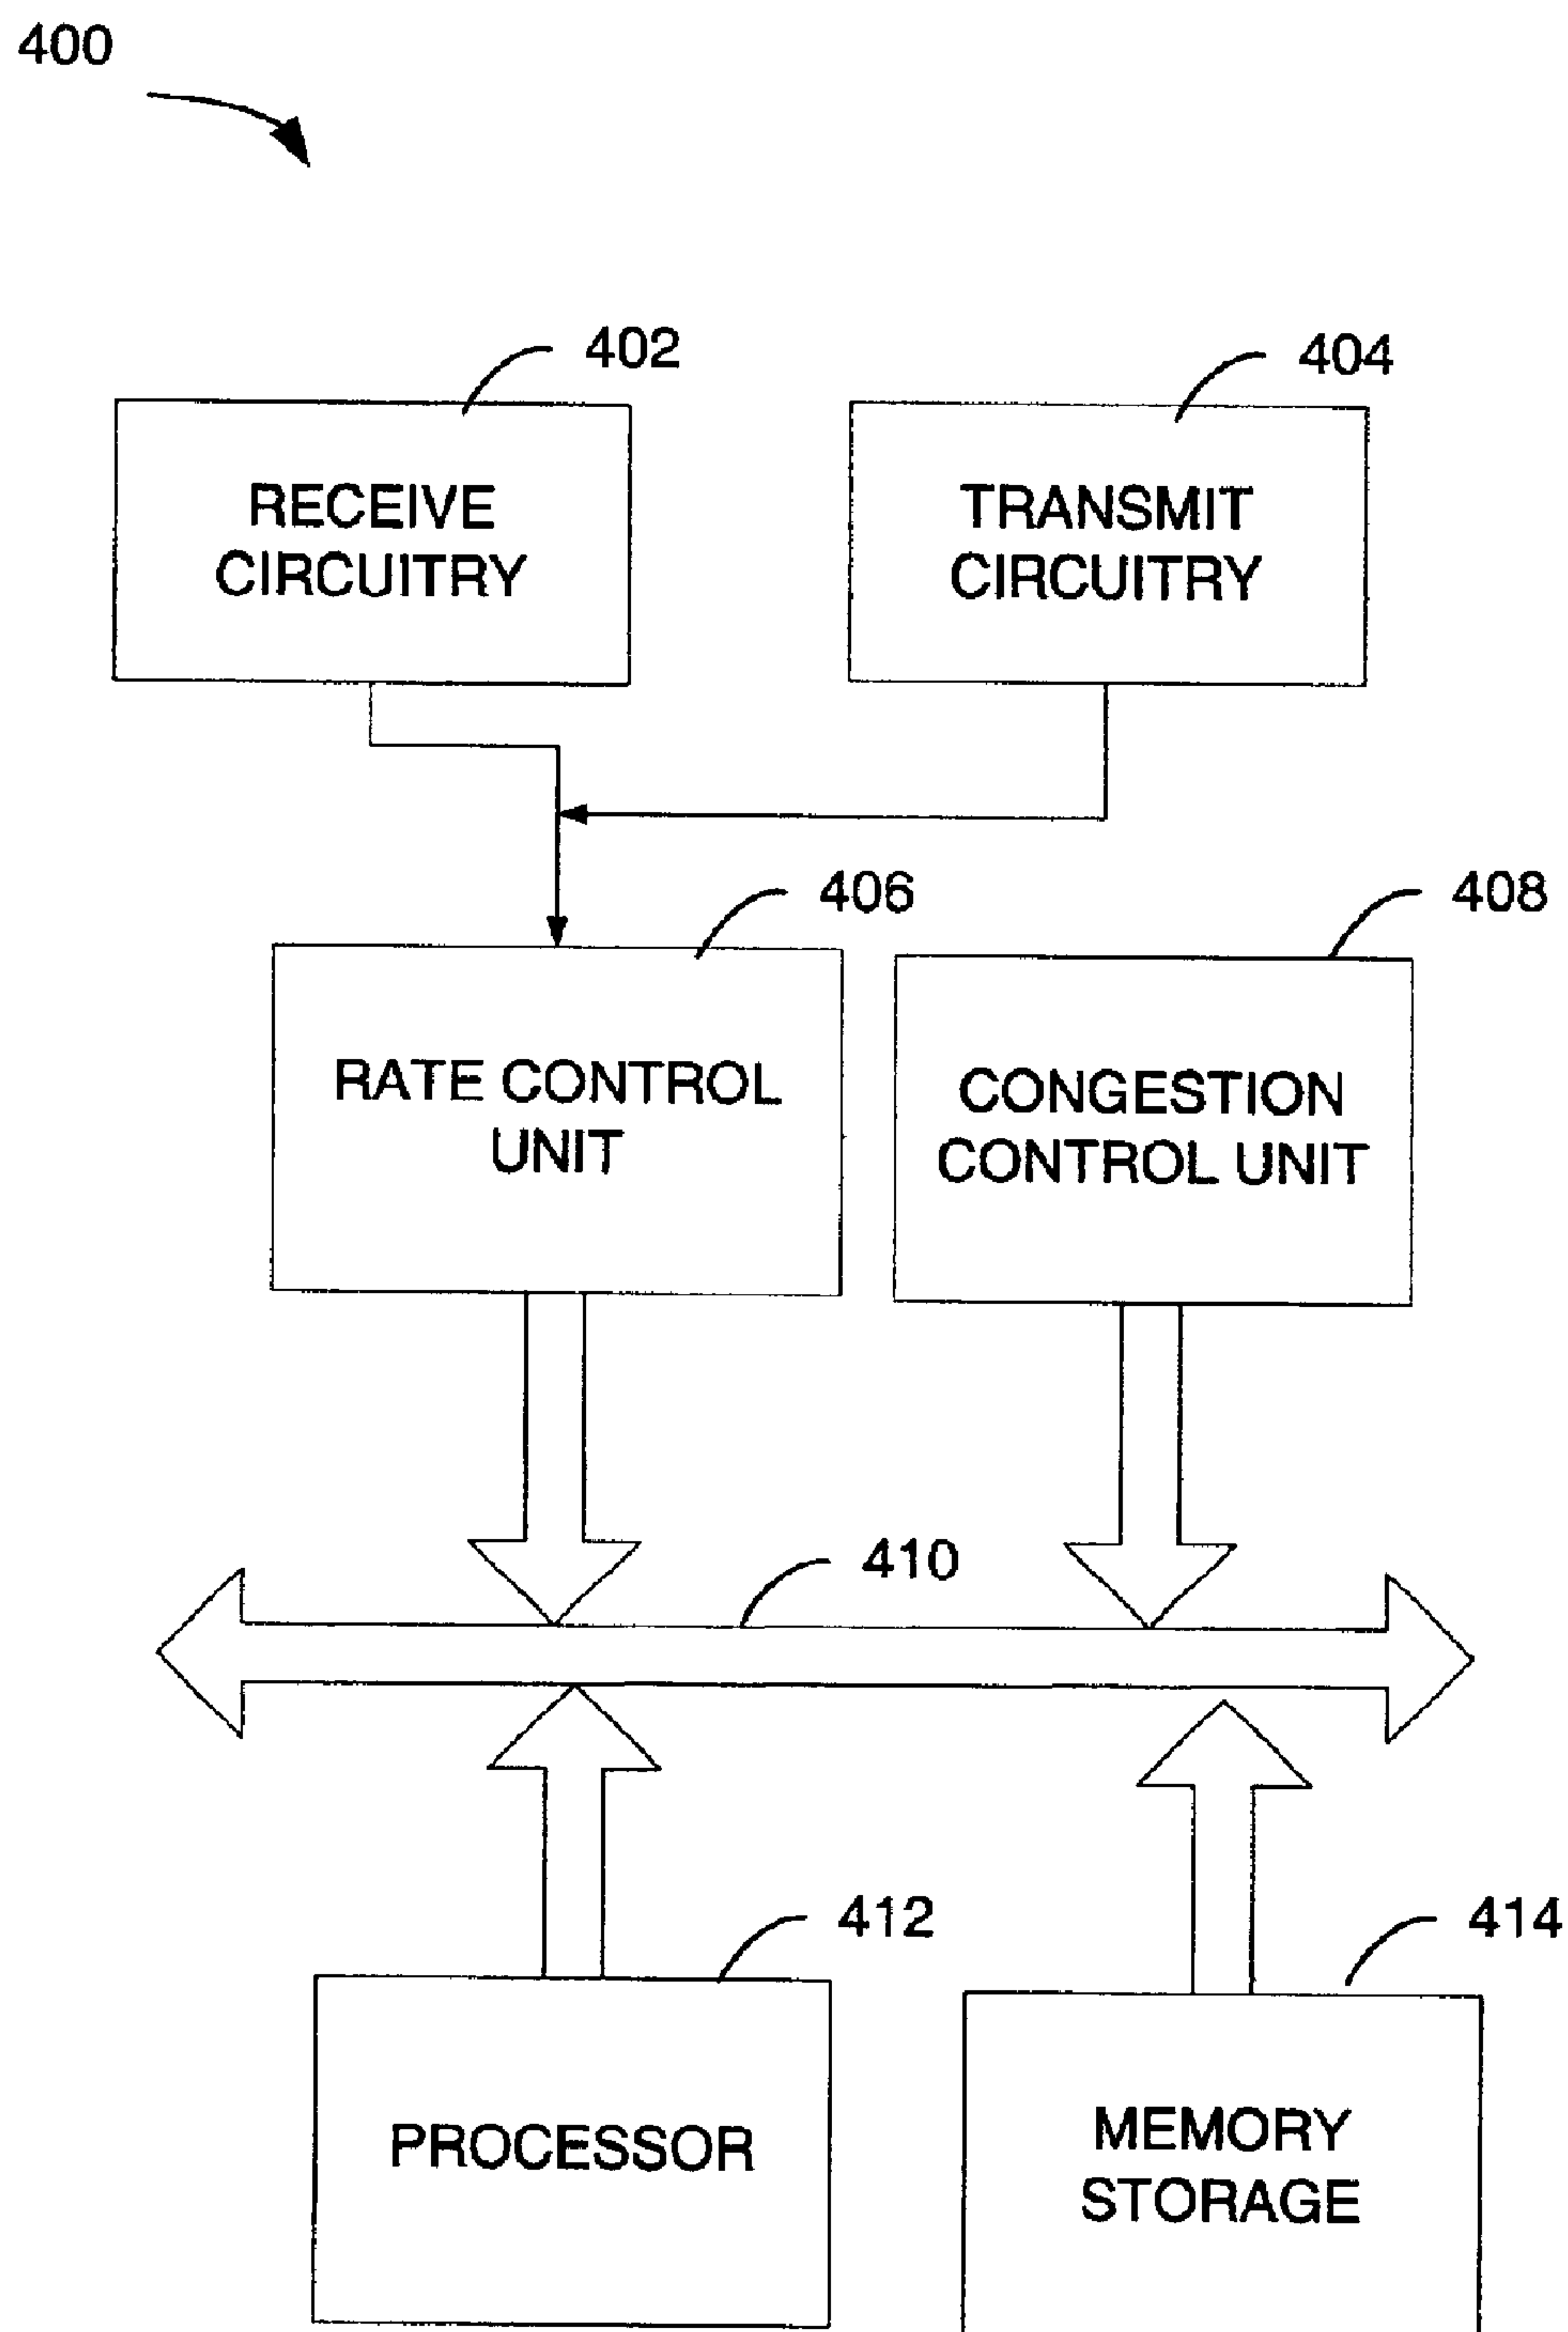 400
402
404
RECEIVE
CIRCUITRY
TRANSMIT
CIRCUITRY
406
408
RATE CONTROL
UNIT
CONGESTION
CONTROL UNIT
410
412
414
PROCESSOR
MEMORY
STORAGE